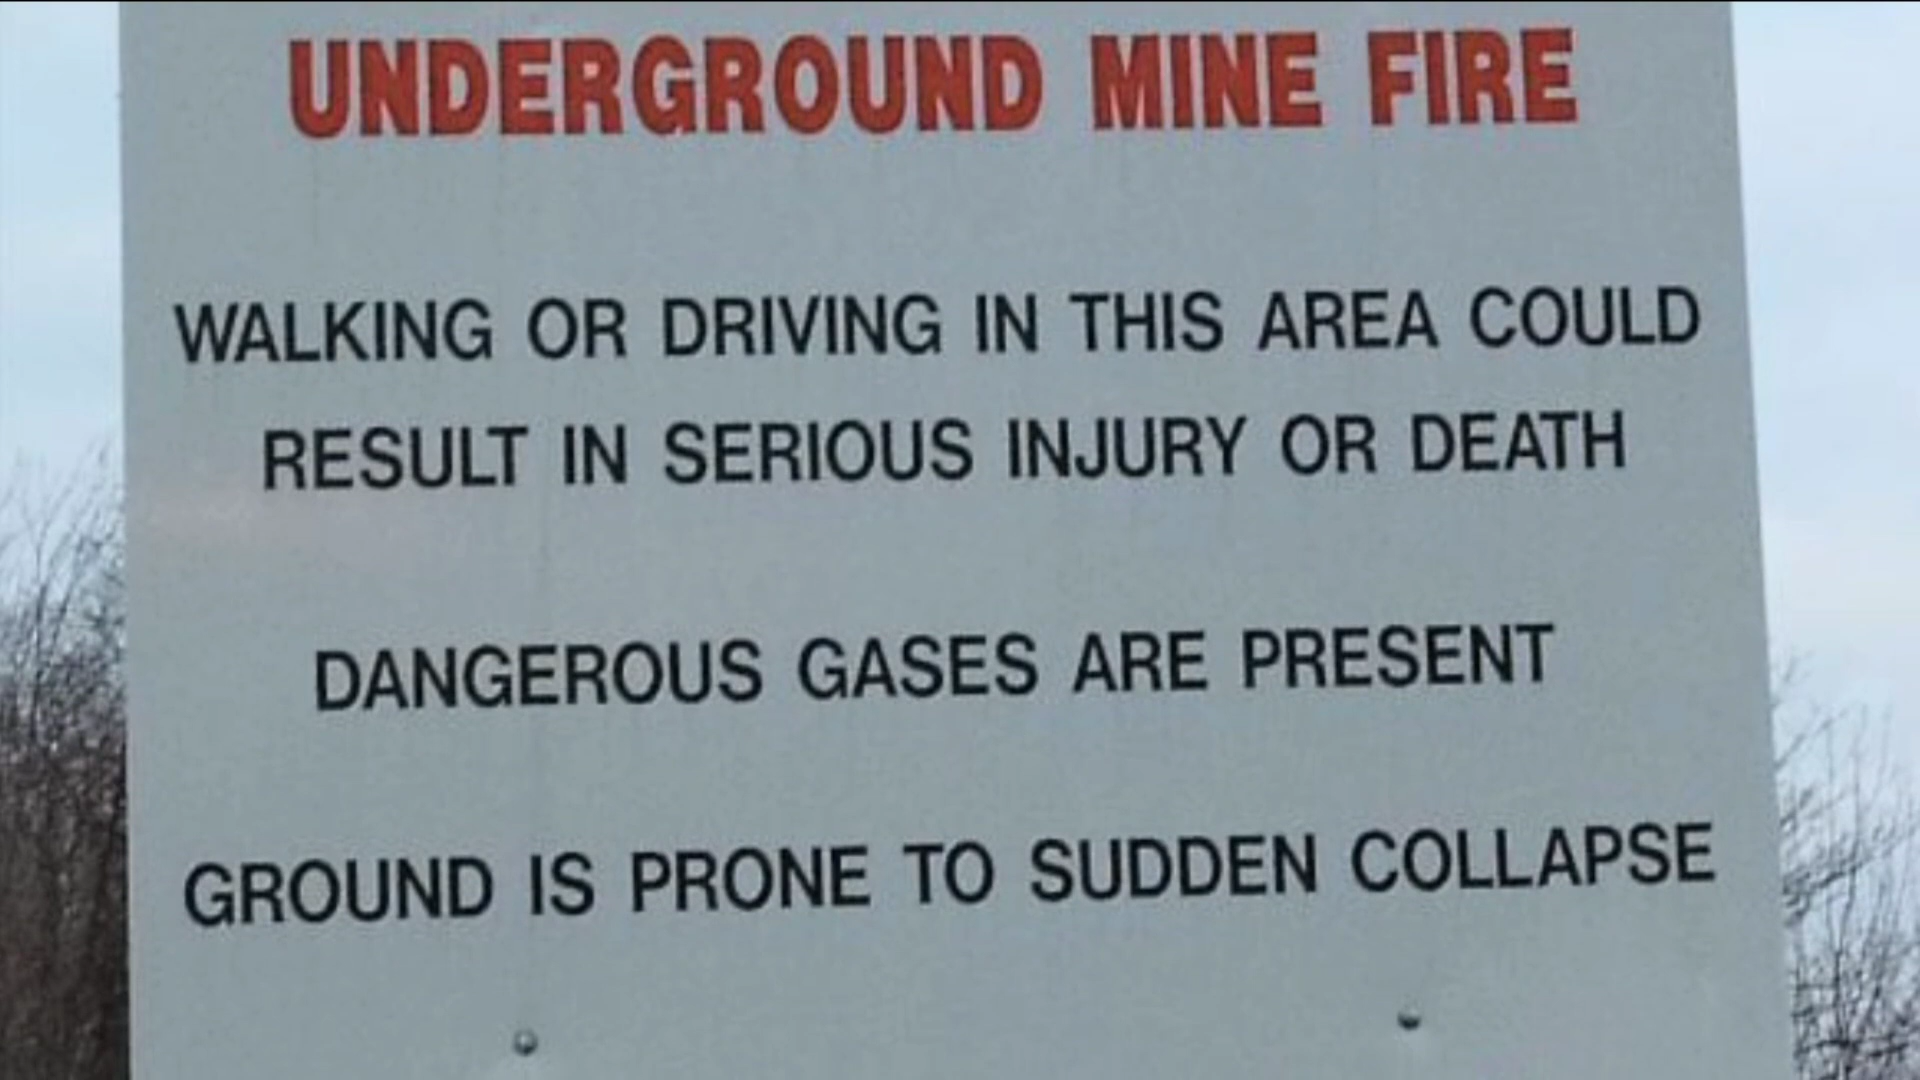 UNDERGROUND MINE FIRE
WALKING OR DRIVING IN THIS AREA COULD
RESULT IN SERIOUS INJURY OR DEATH
DANGEROUS GASES ARE PRESENT
GROUND IS PRONE TO SUDDEN COLLAPSE